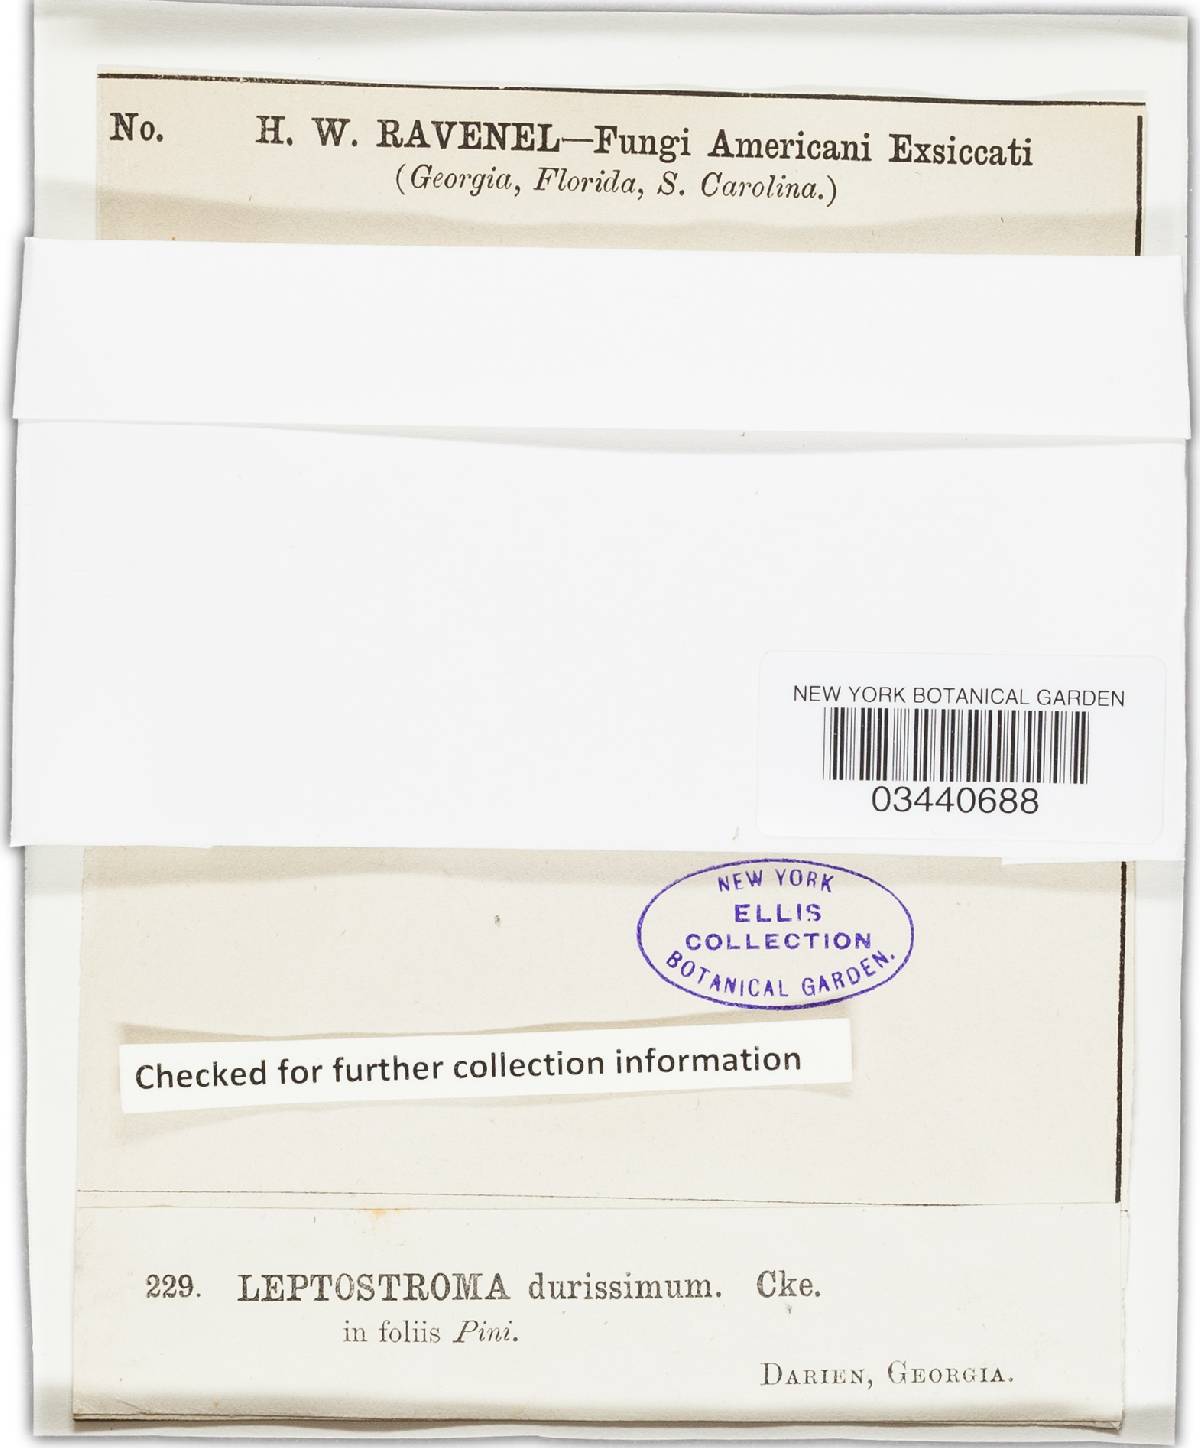 No. H. W. RAVENEL—Fungi Americani Exsiccati
(Georgia, Florida, S. Carolina.)
NEW YORK BOTANICAL GARDEN
03440688
NEW YORK
ELLIS
COLLECTION
BOTANICAL GARDEN.
Checked for further collection information
229. LEPTOSTROMA durissimum. Cke.
in foliis Pini.
DARIEN, GEORGIA.